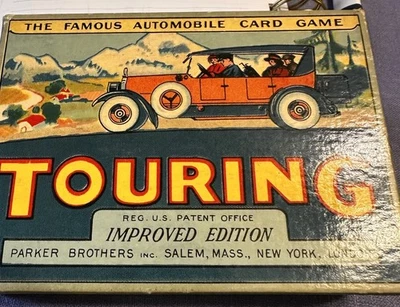 THE FAMOUS AUTOMOBILE CARD GAME
TOURING
REG. U.S. PATENT OFFICE
IMPROVED EDITION
PARKER BROTHERS INC. SALEM, MASS., NEW YORK,